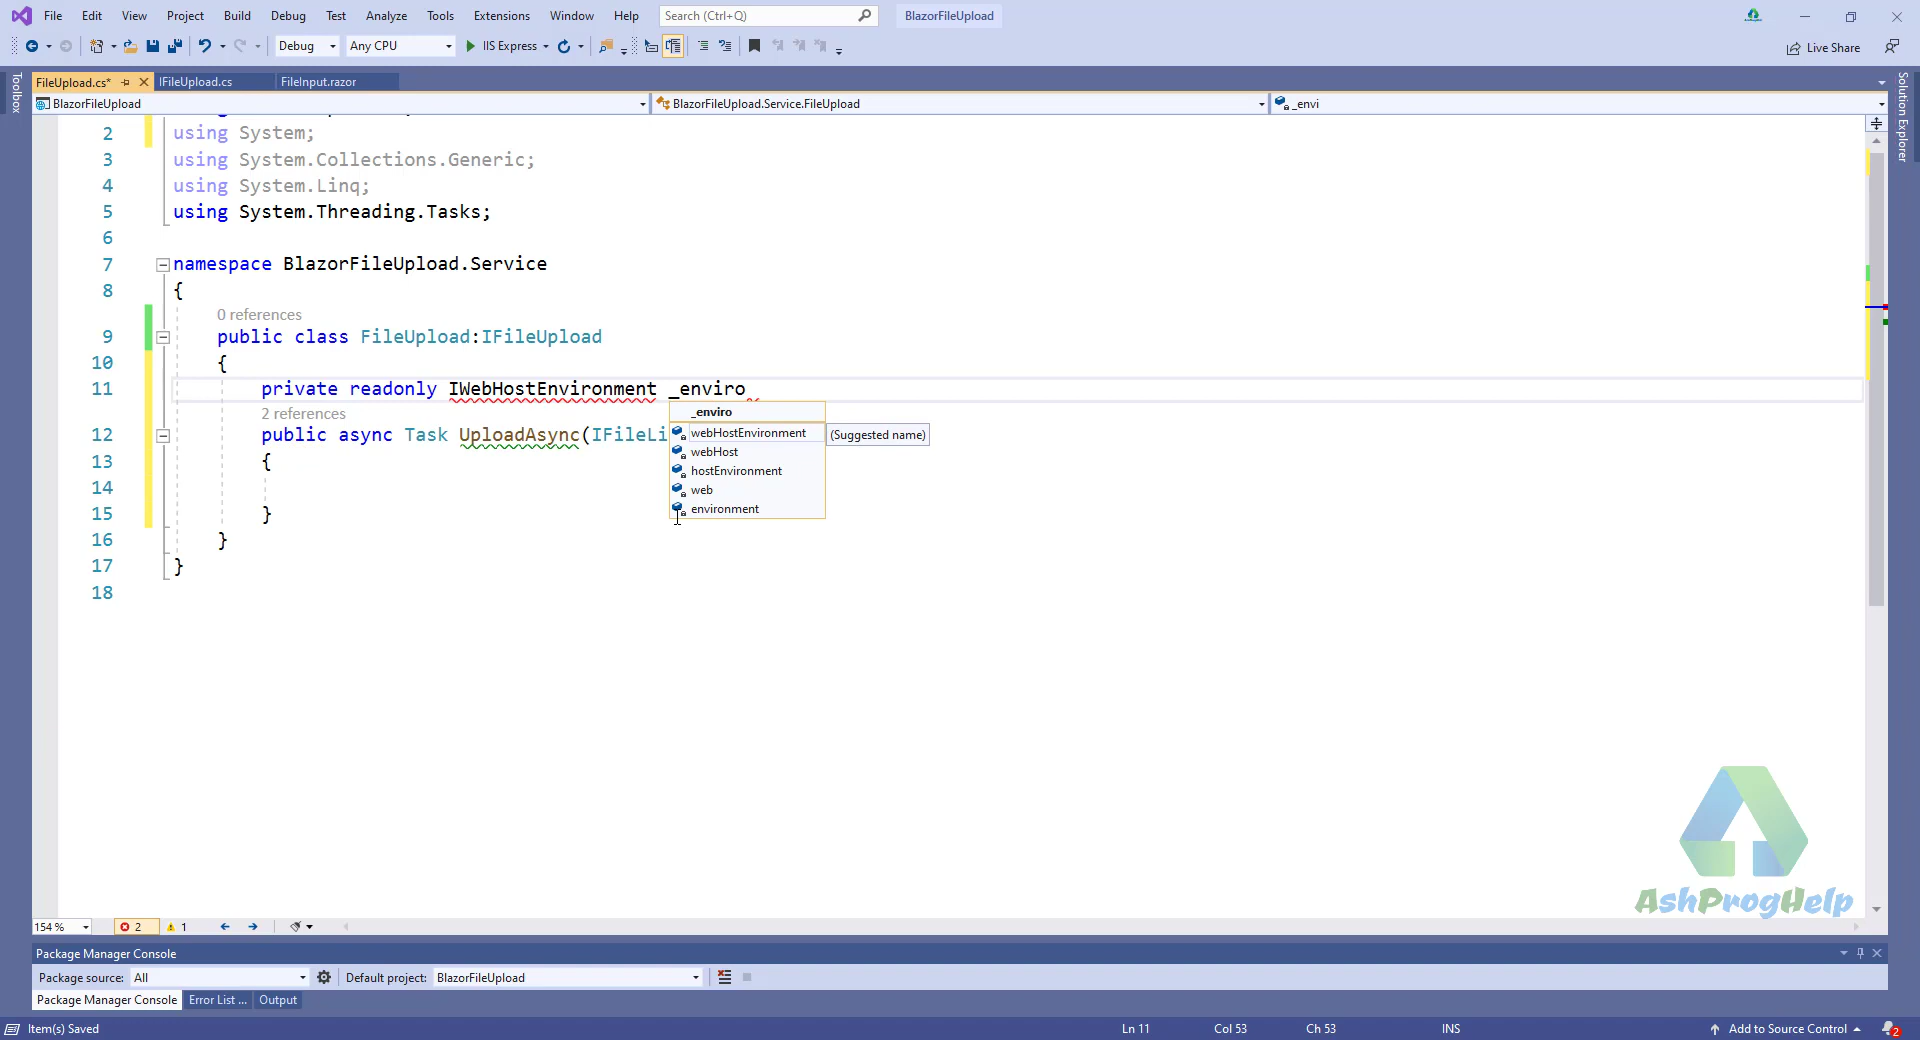 File Edit View Project Build Debug Test Analyze Tools Extensions Window Help Search (Ctrl+Q) BlazorFileUpload
Debug Any CPU IIS Express Live Share
Toolbox
FileUpload.cs* IFileUpload.cs FileInput.razor
Solution Explorer
BlazorFileUpload BlazorFileUpload.Service.FileUpload _envi
2 using System;
3 using System.Collections.Generic;
4 using System.Linq;
5 using System.Threading.Tasks;
6
7 namespace BlazorFileUpload.Service
8 {
0 references
9 public class FileUpload:IFileUpload
10 {
11 private readonly IWebHostEnvironment _enviro
2 references
_enviro
12 public async Task UploadAsync(IFileLi
webHostEnvironment (Suggested name)
webHost
13 {
hostEnvironment
14
web
15 }
environment
16 }
17 }
18
AshProgHelp
154 % 2 1
Package Manager Console
Package source: All Default project: BlazorFileUpload
Package Manager Console Error List ... Output
Item(s) Saved Ln 11 Col 53 Ch 53 INS Add to Source Control 2